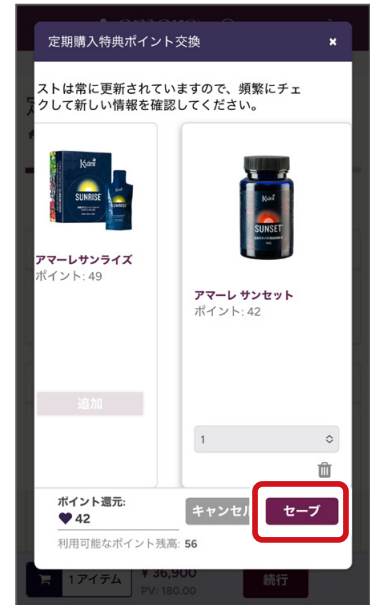 定期購入特典ポイント交換
×
ストは常に更新されていますので、頻繁にチェ
クして新しい情報を確認してください。
Kyäni
SUNRISE
Kyäni
SUNSET
アマーレサンライズ
ポイント: 49
アマーレ サンセット
ポイント: 42
追加
1
ポイント還元:
42
キャンセル
セーブ
利用可能なポイント残高: 56
1アイテム
¥ 36,900
PV: 180.00
続行